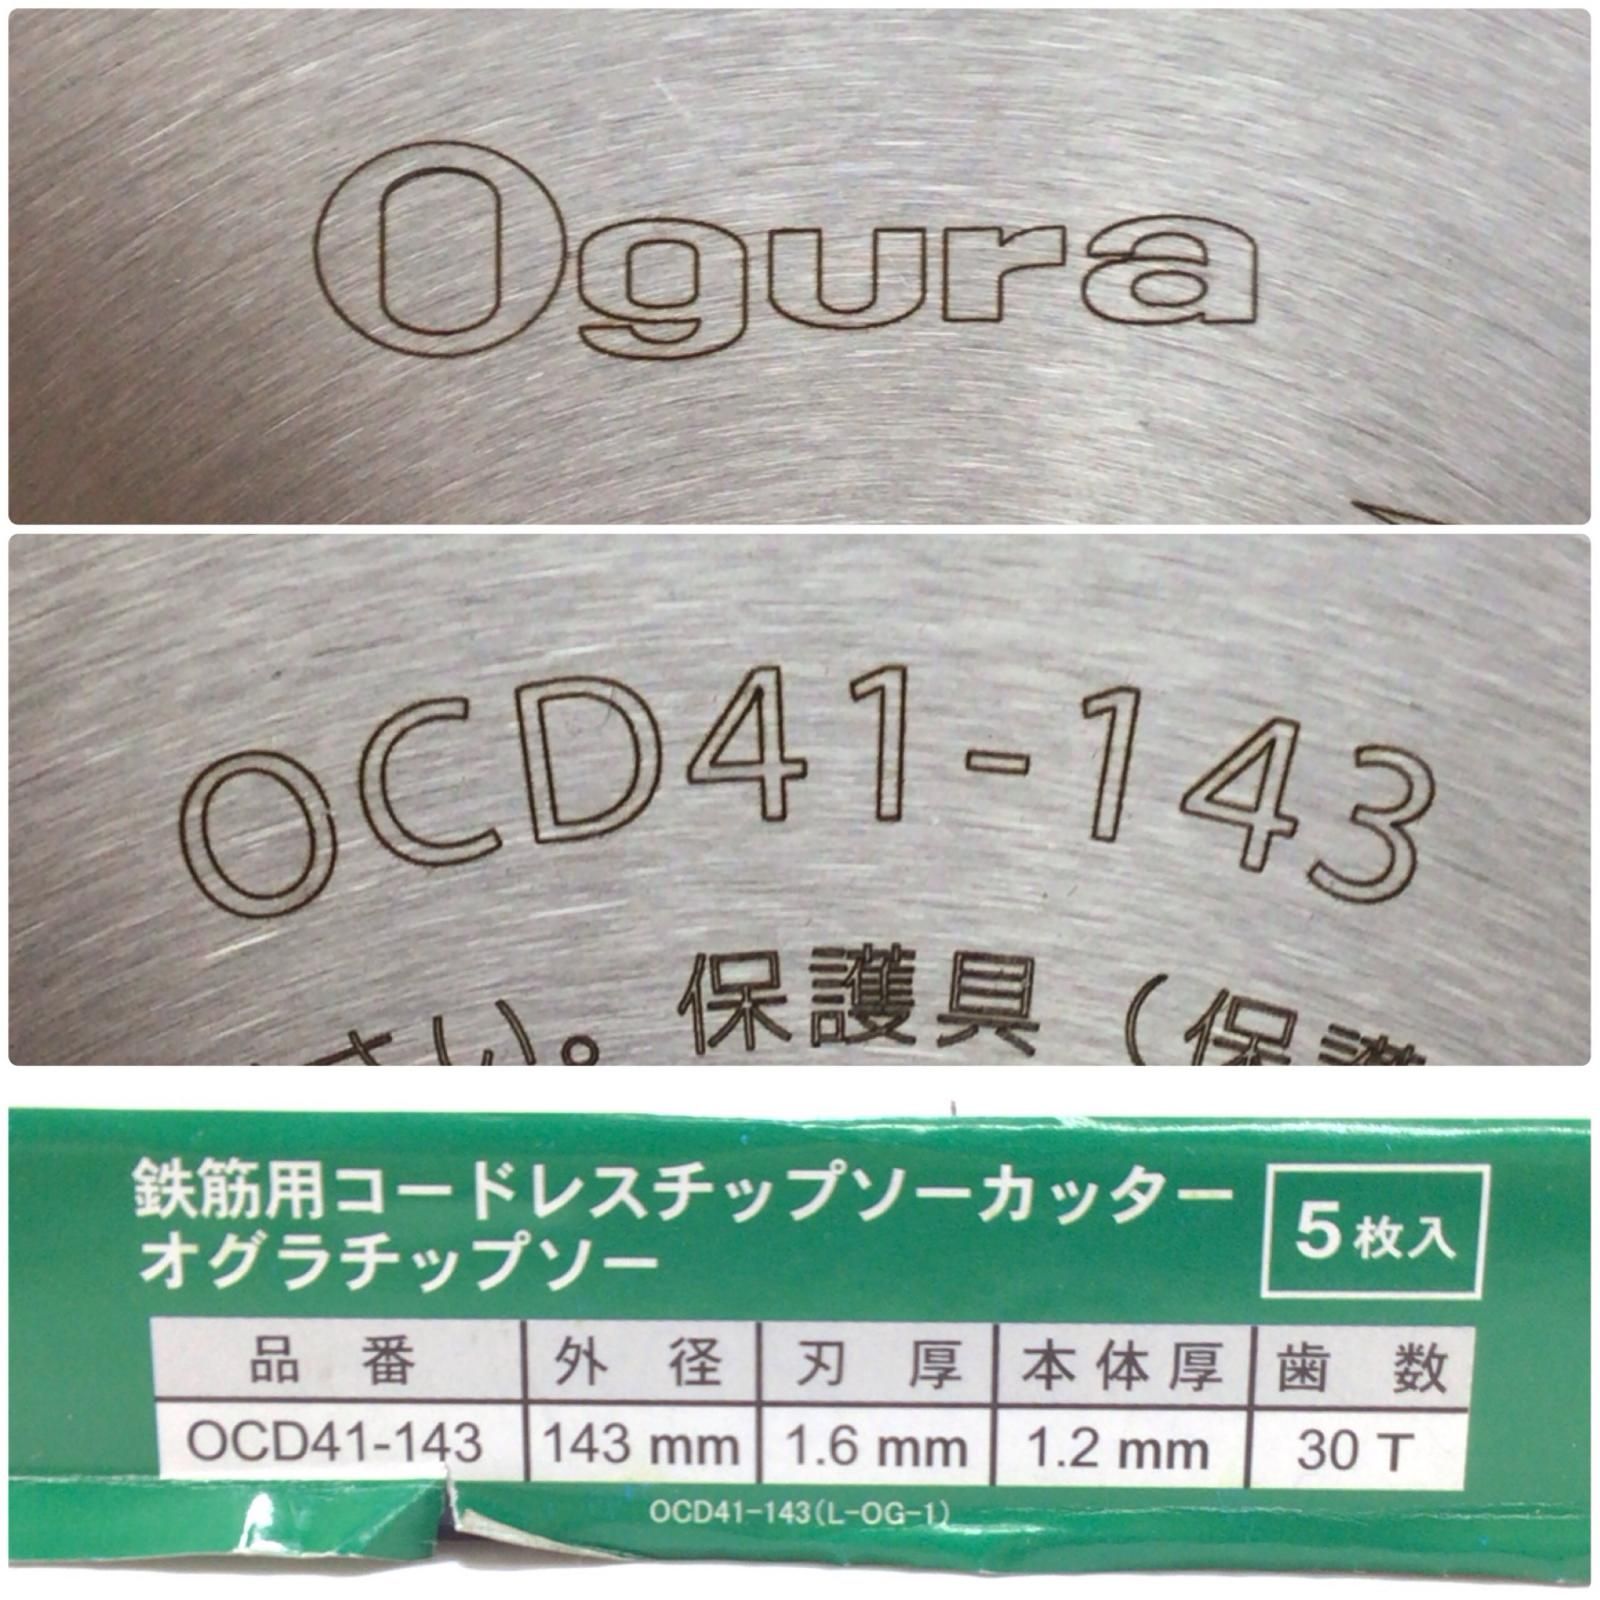 Ogura
OCD41-143
さい。保護具（保護
鉄筋用コードレスチップソーカッター
オグラチップソー
5枚入
品番 外径 刃厚 本体厚 歯数
OCD41-143 143 mm 1.6 mm 1.2 mm 30 T
OCD41-143(L-OG-1)